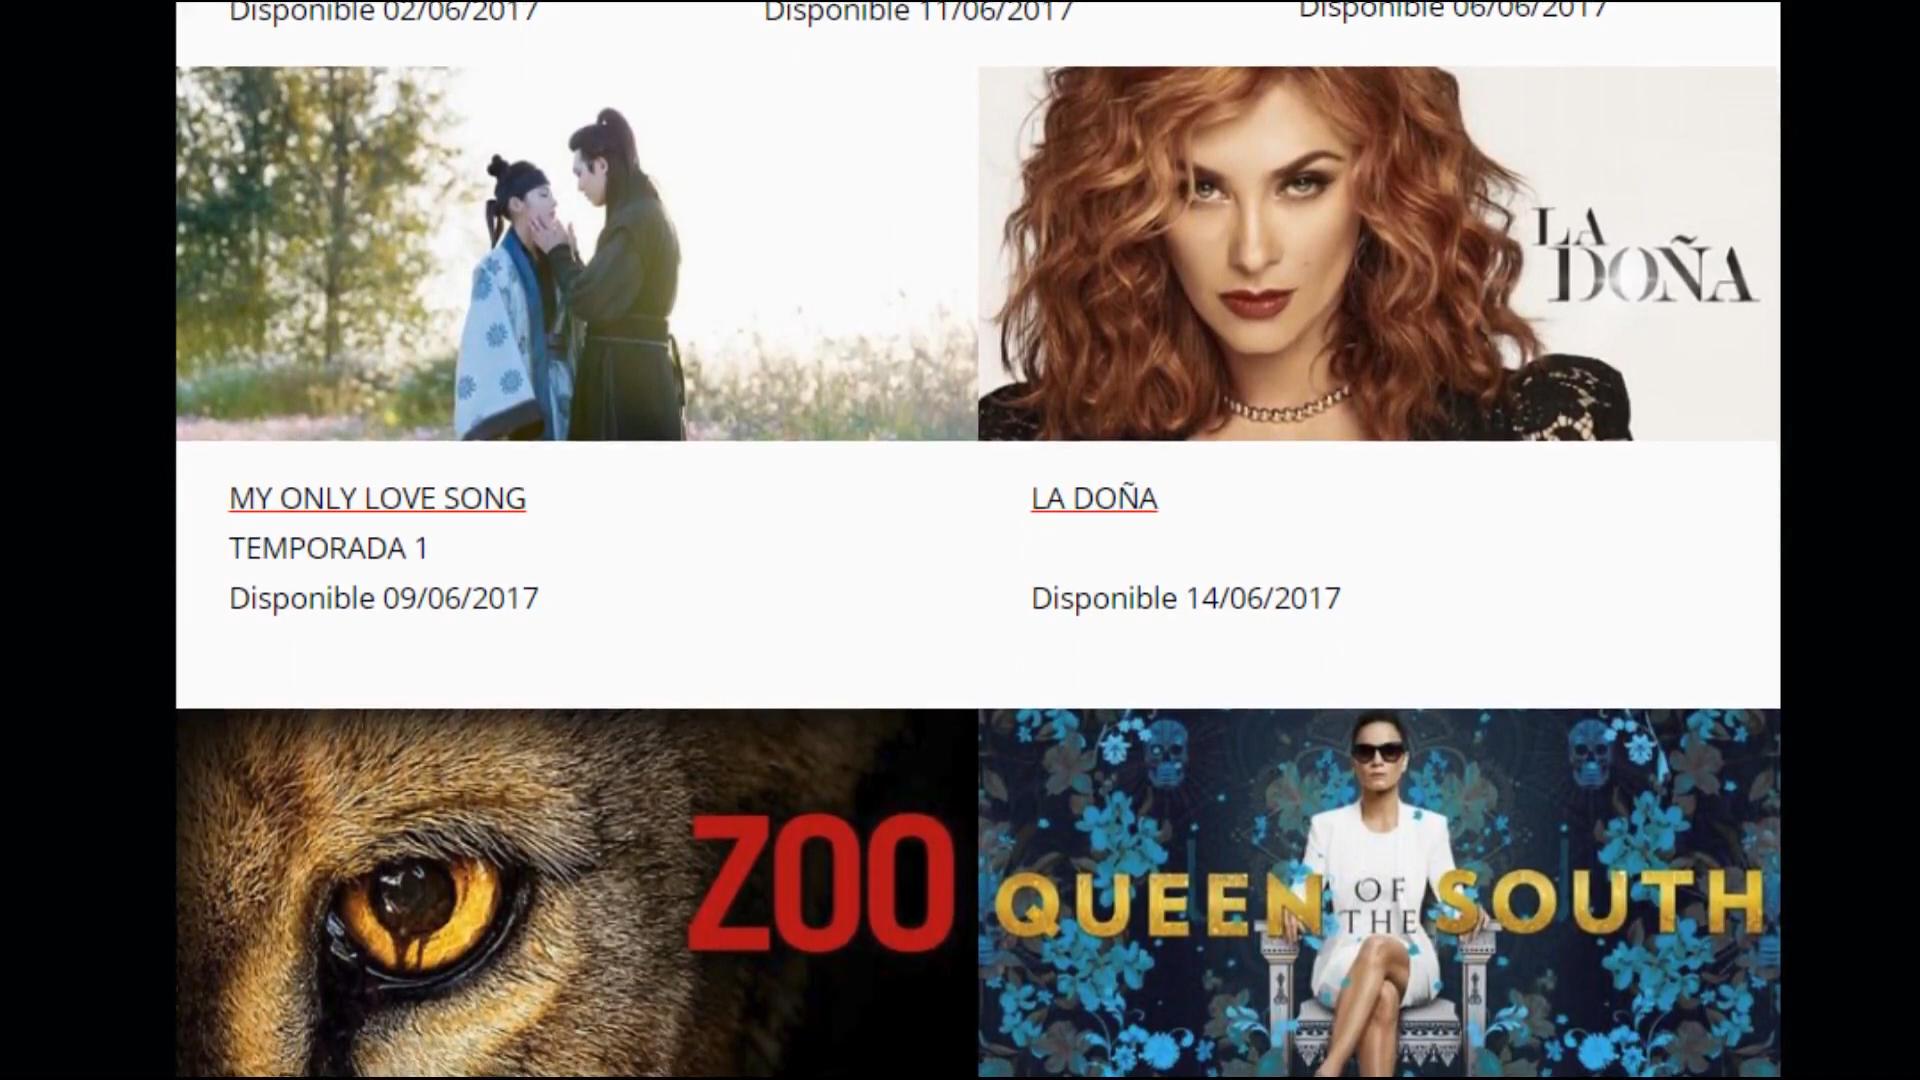 Disponible 02/06/2017
Disponible 11/06/2017
Disponible 06/06/2017
LA
DOÑA
MY ONLY LOVE SONG
TEMPORADA 1
Disponible 09/06/2017
LA DOÑA
Disponible 14/06/2017
ZOO
QUEEN OF THE SOUTH